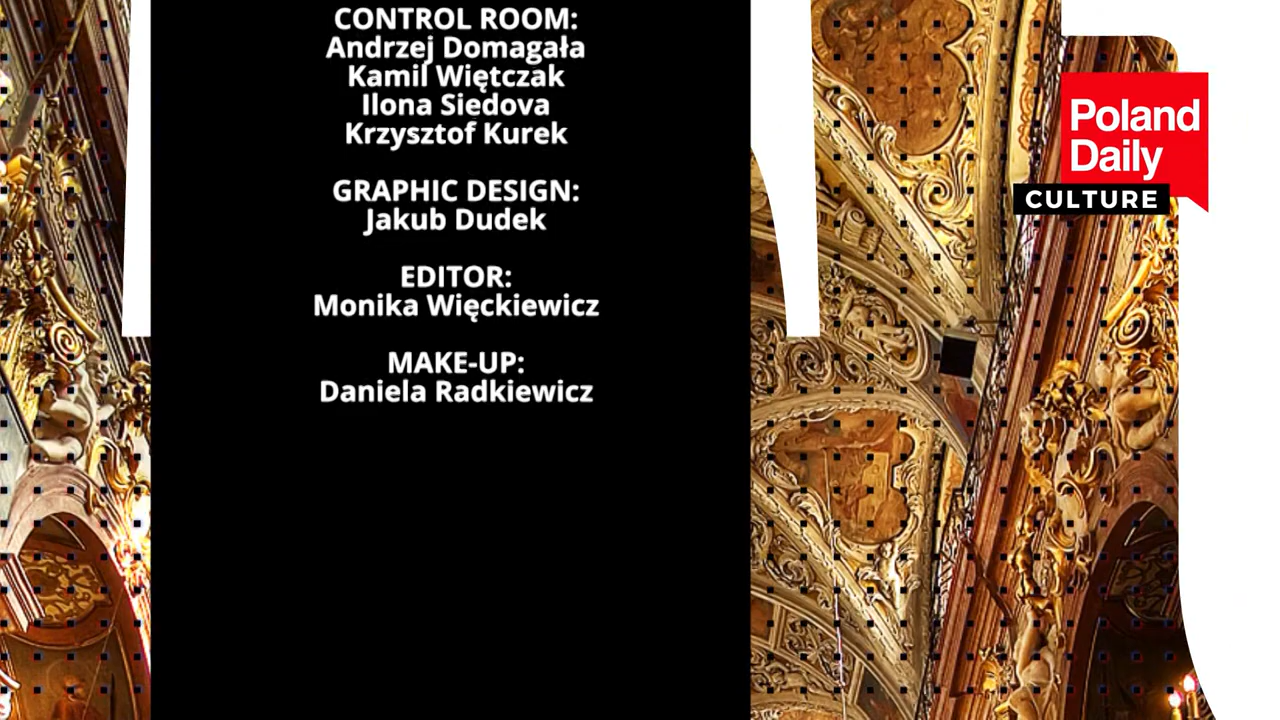 CONTROL ROOM:
Andrzej Domagała
Kamil Więtczak
Ilona Siedova
Krzysztof Kurek
GRAPHIC DESIGN:
Jakub Dudek
EDITOR:
Monika Więckiewicz
MAKE-UP:
Daniela Radkiewicz
Poland
Daily
CULTURE